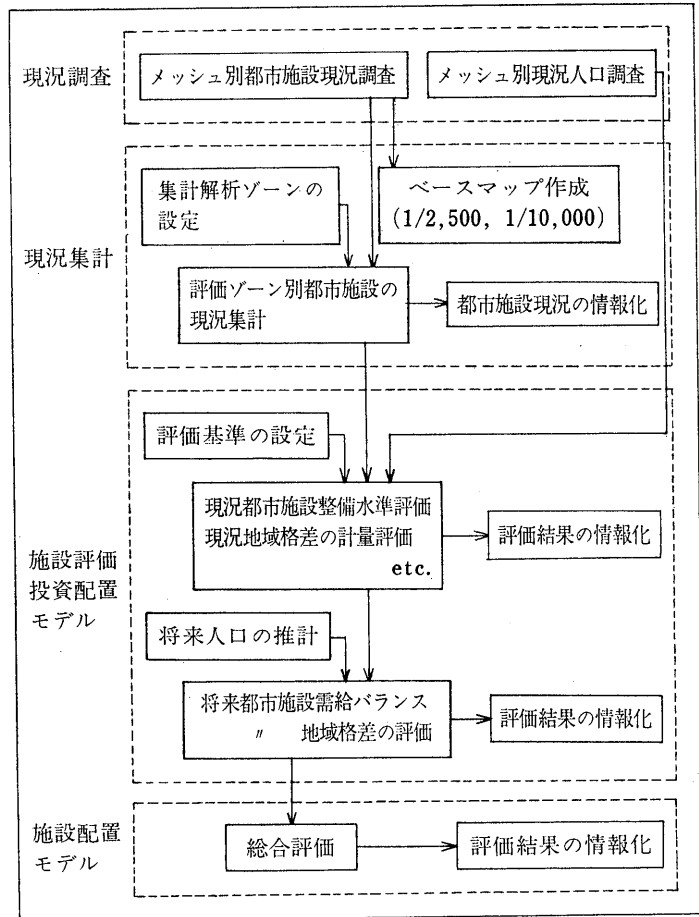 現況調査
メッシュ別都市施設現況調査
メッシュ別現況人口調査
現況集計
集計解析ゾーンの
設定
ベースマップ作成
(1/2,500, 1/10,000)
評価ゾーン別都市施設の
現況集計
都市施設現況の情報化
施設評価
投資配置
モデル
評価基準の設定
現況都市施設整備水準評価
現況地域格差の計量評価
etc.
評価結果の情報化
将来人口の推計
将来都市施設需給バランス
〃 地域格差の評価
評価結果の情報化
施設配置
モデル
総合評価
評価結果の情報化